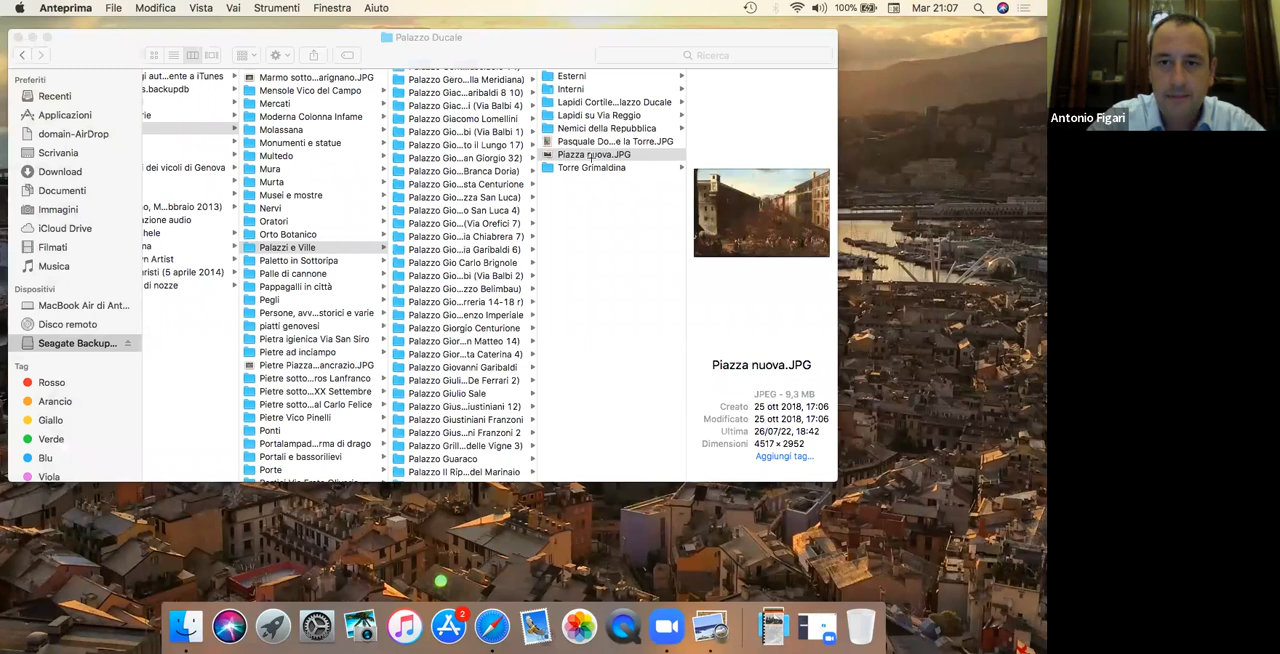 Anteprima File Modifica Vista Vai Strumenti Finestra Aiuto 100% Mar 21:07
Palazzo Ducale
Ricerca
Preferiti
Recenti
Applicazioni
domain-AirDrop
Scrivania
Download
Documenti
Immagini
iCloud Drive
Filmati
Musica
Dispositivi
MacBook Air di Ant...
Disco remoto
Seagate Backup...
Tag
Rosso
Arancio
Giallo
Verde
Blu
Viola
gi aut...ente a iTunes
s.backupdb
rie
dei vicoli di Genova
o, M...bbraio 2013)
azione audio
hele
na
wn Artist
hristi (5 aprile 2014)
di nozze
Marmo sotto...arignano.JPG
Mensole Vico del Campo
Mercati
Moderna Colonna Infame
Molassana
Monumenti e statue
Multedo
Mura
Murta
Musei e mostre
Nervi
Oratori
Orto Botanico
Palazzi e Ville
Paletto in Sottoripa
Palle di cannone
Pappagalli in città
Pegli
Persone, avv...storici e varie
piatti genovesi
Pietra igienica Via San Siro
Pietre ad inciampo
Pietre Piazza...ancrazio.JPG
Pietre sotto...ros Lanfranco
Pietre sotto...XX Settembre
Pietre sotto...al Carlo Felice
Pietre Vico Pinelli
Ponti
Portalampad...rma di drago
Portali e bassorilievi
Porte
Palazzo Gero...lla Meridiana)
Palazzo Giac...aribaldi 8 10)
Palazzo Giac...i (Via Balbi 4)
Palazzo Giacomo Lomellini
Palazzo Gio...bi (Via Balbi 1)
Palazzo Gio...to il Lungo 17)
Palazzo Gio...an Giorgio 32)
Palazzo Gio...Branca Doria)
Palazzo Gio...sta Centurione
Palazzo Gio...zza San Luca)
Palazzo Gio...o San Luca 4)
Palazzo Gio...(Via Orefici 7)
Palazzo Gio...ia Chiabrera 7)
Palazzo Gio...ia Garibaldi 6)
Palazzo Gio Carlo Brignole
Palazzo Gio...bi (Via Balbi 2)
Palazzo Gio...zzo Belimbau)
Palazzo Gio...rreria 14-18 r)
Palazzo Gio...enzo Imperiale
Palazzo Giorgio Centurione
Palazzo Gior...n Matteo 14)
Palazzo Gior...ta Caterina 4)
Palazzo Giovanni Garibaldi
Palazzo Giuli...De Ferrari 2)
Palazzo Giulio Sale
Palazzo Gius...iustiniani 12)
Palazzo Giustiniani Franzoni
Palazzo Gius...ni Franzoni 2
Palazzo Grill...delle Vigne 3)
Palazzo Guaraco
Palazzo Il Rip...del Marinaio
Esterni
Interni
Lapidi Cortile...lazzo Ducale
Lapidi su Via Reggio
Nemici della Repubblica
Pasquale Do...e la Torre.JPG
Piazza nuova.JPG
Torre Grimaldina
Piazza nuova.JPG
JPEG - 9,3 MB
Creato 25 ott 2018, 17:06
Modificato 25 ott 2018, 17:06
Ultima 26/07/22, 18:42
Dimensioni 4517 × 2952
Aggiungi tag...
Antonio Figari
2